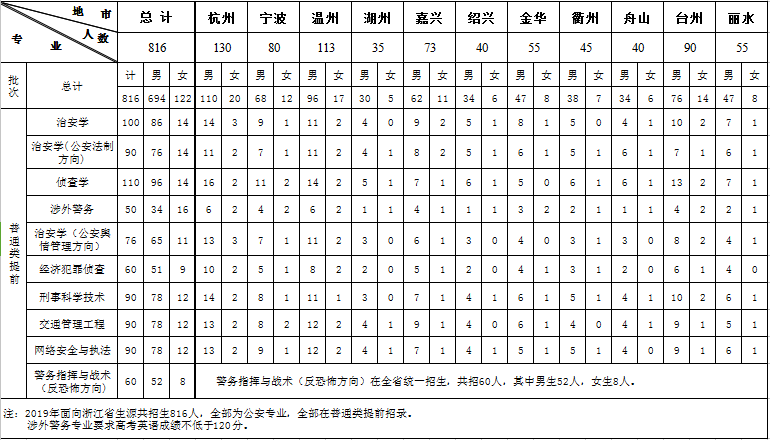 地 市
人数
专 业
总 计 杭州 宁波 温州 湖州 嘉兴 绍兴 金华 衢州 舟山 台州 丽水
816 130 80 113 35 73 40 55 45 40 90 55
批次 总计 计 男 女 男 女 男 女 男 女 男 女 男 女 男 女 男 女 男 女 男 女 男 女 男 女
816 694 122 110 20 68 12 96 17 30 5 62 11 34 6 47 8 38 7 34 6 76 14 47 8
普通类提前
治安学 100 86 14 14 3 9 1 11 2 4 0 9 2 5 1 8 1 5 0 4 1 10 2 7 1
治安学（公安法制
方向） 90 76 14 11 2 7 1 11 2 4 1 8 2 5 1 6 1 5 1 6 1 7 1 6 1
侦查学 110 96 14 16 2 11 2 14 2 5 1 7 1 6 1 5 0 6 1 6 1 13 2 7 1
涉外警务 50 34 16 6 2 4 2 6 2 1 1 4 1 1 1 3 2 2 1 1 1 4 2 2 1
治安学（公安舆
情管理方向） 76 65 11 13 3 7 1 11 2 3 0 6 1 3 0 4 0 3 1 3 0 8 2 4 1
经济犯罪侦查 60 51 9 10 2 5 1 8 2 2 0 5 1 2 0 4 1 3 1 2 0 6 1 4 0
刑事科学技术 90 78 12 14 2 8 1 11 1 3 0 7 1 4 1 6 1 5 1 4 1 10 2 6 1
交通管理工程 90 78 12 13 2 8 2 12 2 4 1 9 1 4 0 6 1 4 0 4 1 9 1 5 1
网络安全与执法 90 78 12 13 2 9 1 12 2 4 1 7 1 4 1 5 1 5 1 4 0 9 1 6 1
警务指挥与战术
（反恐怖方向） 60 52 8 警务指挥与战术（反恐怖方向）在全省统一招生，共招60人，其中男生52人，女生8人。
注：2019年面向浙江省生源共招生816人，全部为公安专业，全部在普通类提前招录。
涉外警务专业要求高考英语成绩不低于120分。